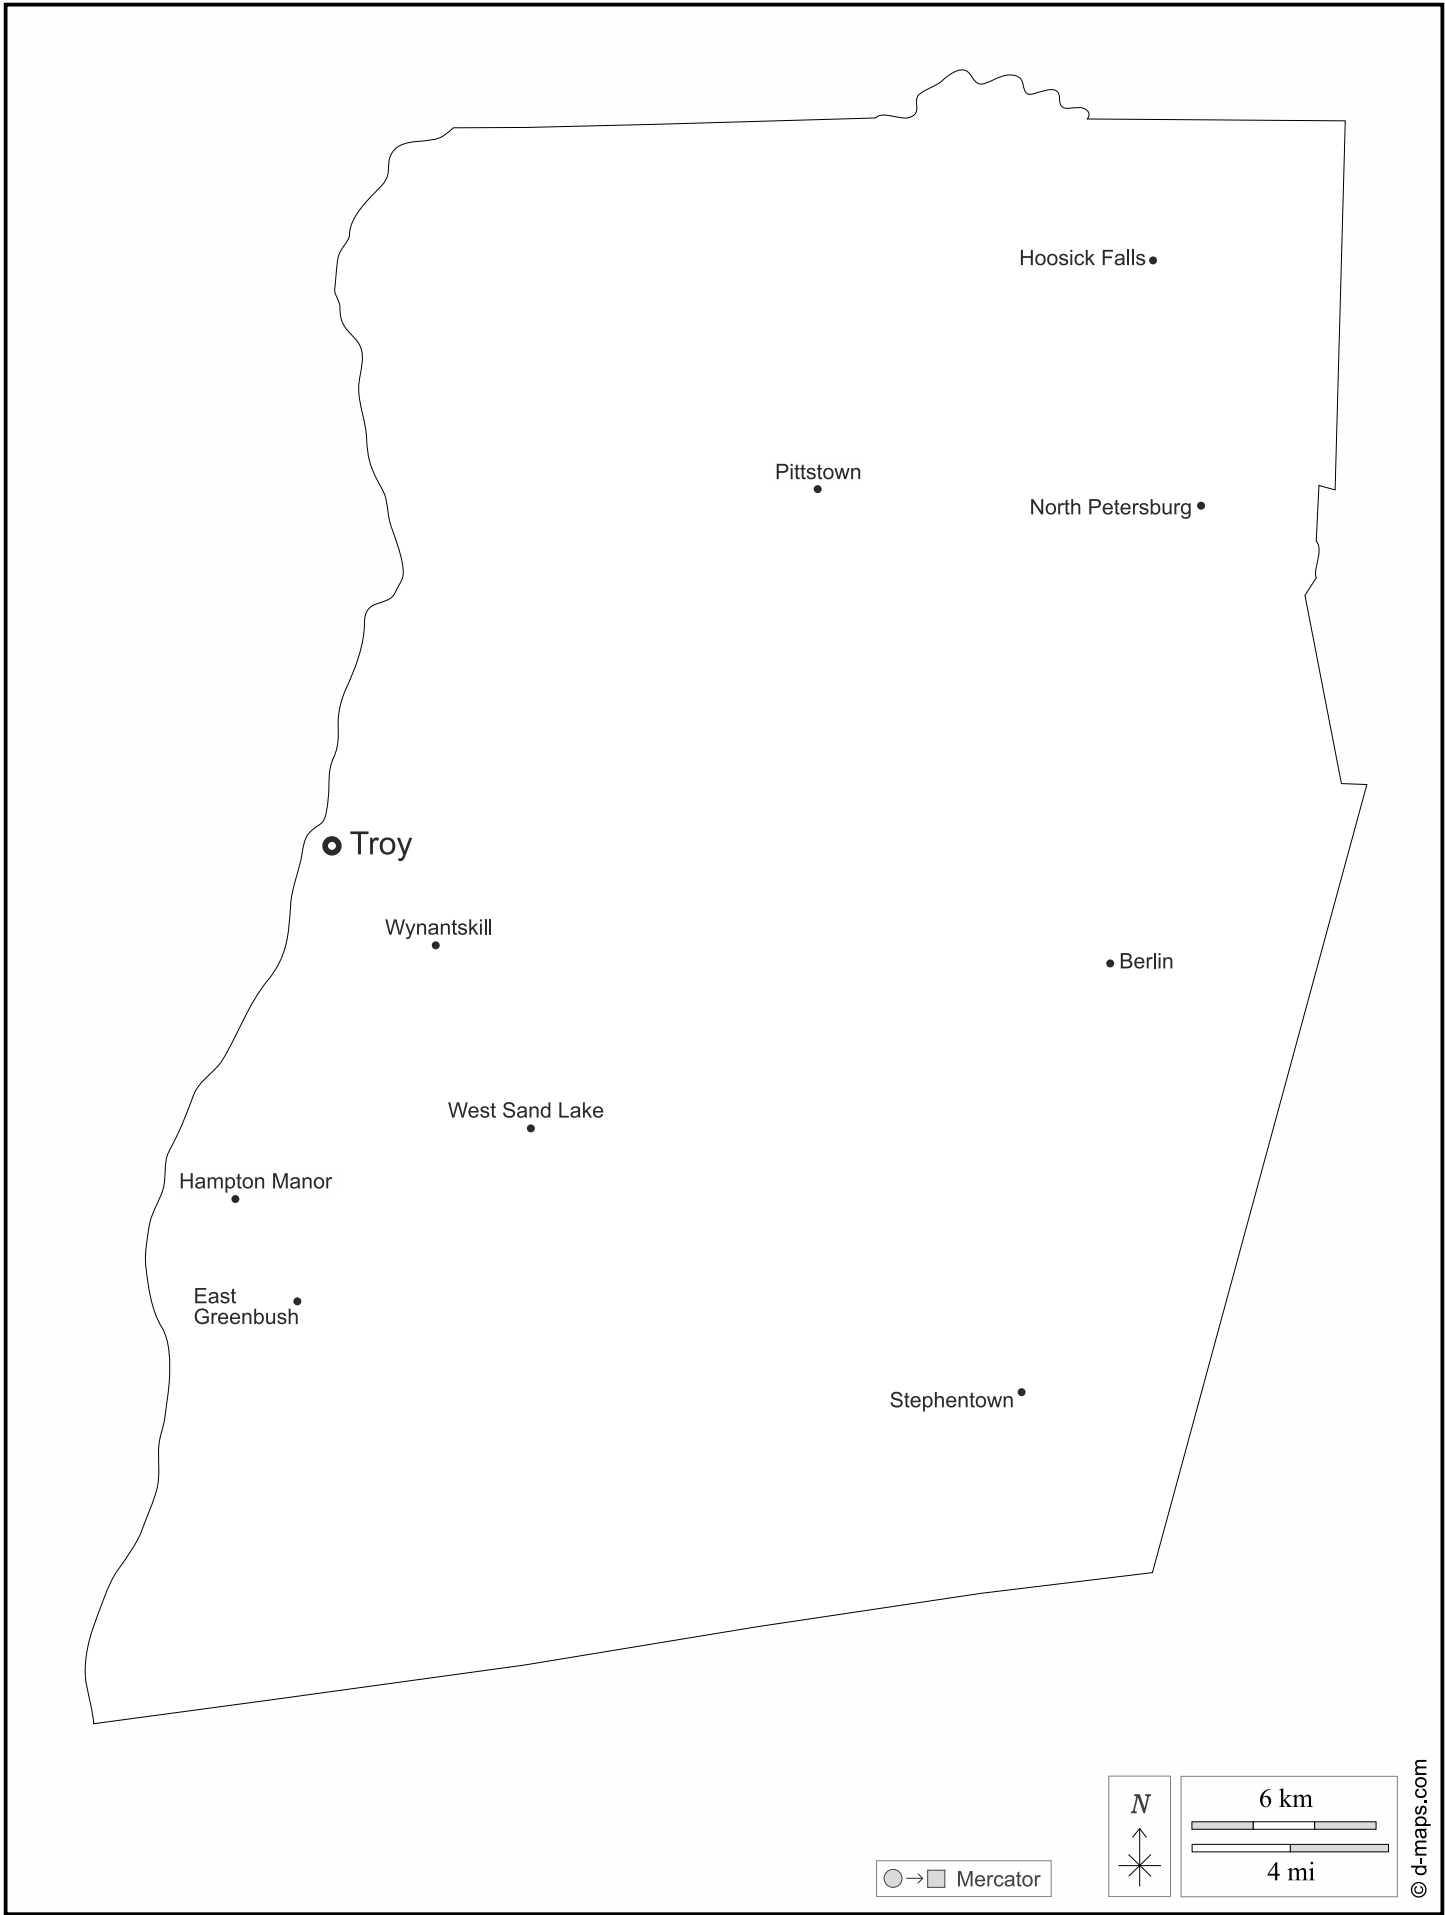 Hoosick Falls
Pittstown
North Petersburg
Troy
Wynantskill
Berlin
West Sand Lake
Hampton Manor
East
Greenbush
Stephentown
N
6 km
4 mi
Mercator
© d-maps.com